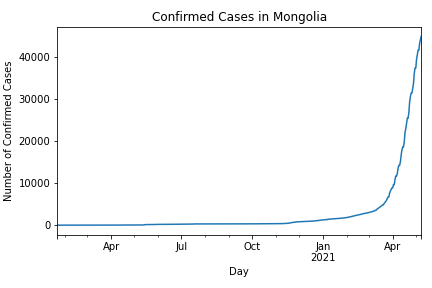 Confirmed Cases in Mongolia
Number of Confirmed Cases
40000
30000
20000
10000
0
Apr
Jul
Oct
Jan
2021
Apr
Day